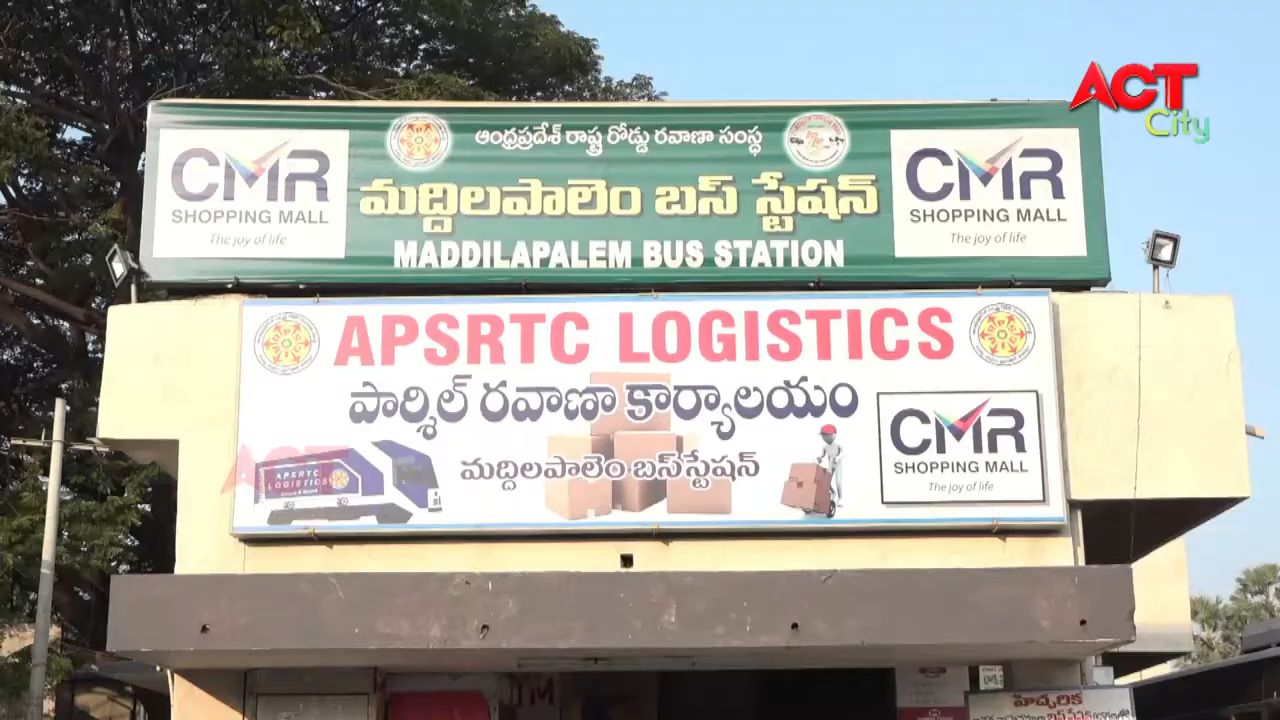 ACT
City
ఆంధ్రప్రదేశ్ రాష్ట్ర రోడ్డు రవాణా సంస్థ
CMR
SHOPPING MALL
The joy of life
మద్దిలపాలెం బస్ స్టేషన్
MADDILAPALEM BUS STATION
CMR
SHOPPING MALL
The joy of life
APSRTC LOGISTICS
పార్శిల్ రవాణా కార్యాలయం
మద్దిలపాలెం బస్‌స్టేషన్
APSRTC
LOGISTICS
CMR
SHOPPING MALL
The joy of life
ACT
హెచ్చరిక